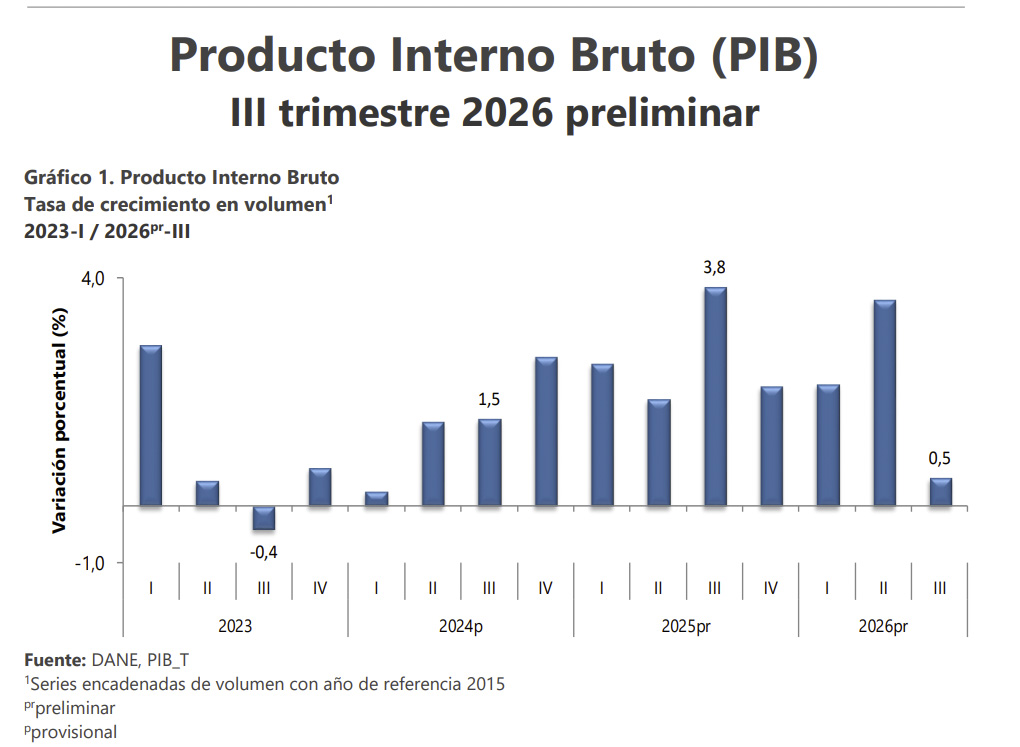 Producto Interno Bruto (PIB)
III trimestre 2026 preliminar
Gráfico 1. Producto Interno Bruto
Tasa de crecimiento en volumen¹
2023-I / 2026ᵖʳ-III
4,0
3,8
1,5
0,5
-0,4
-1,0
Variación porcentual (%)
I II III IV I II III IV I II III IV I II III
2023 2024p 2025pr 2026pr
Fuente: DANE, PIB_T
¹Series encadenadas de volumen con año de referencia 2015
ᵖʳpreliminar
ᵖprovisional